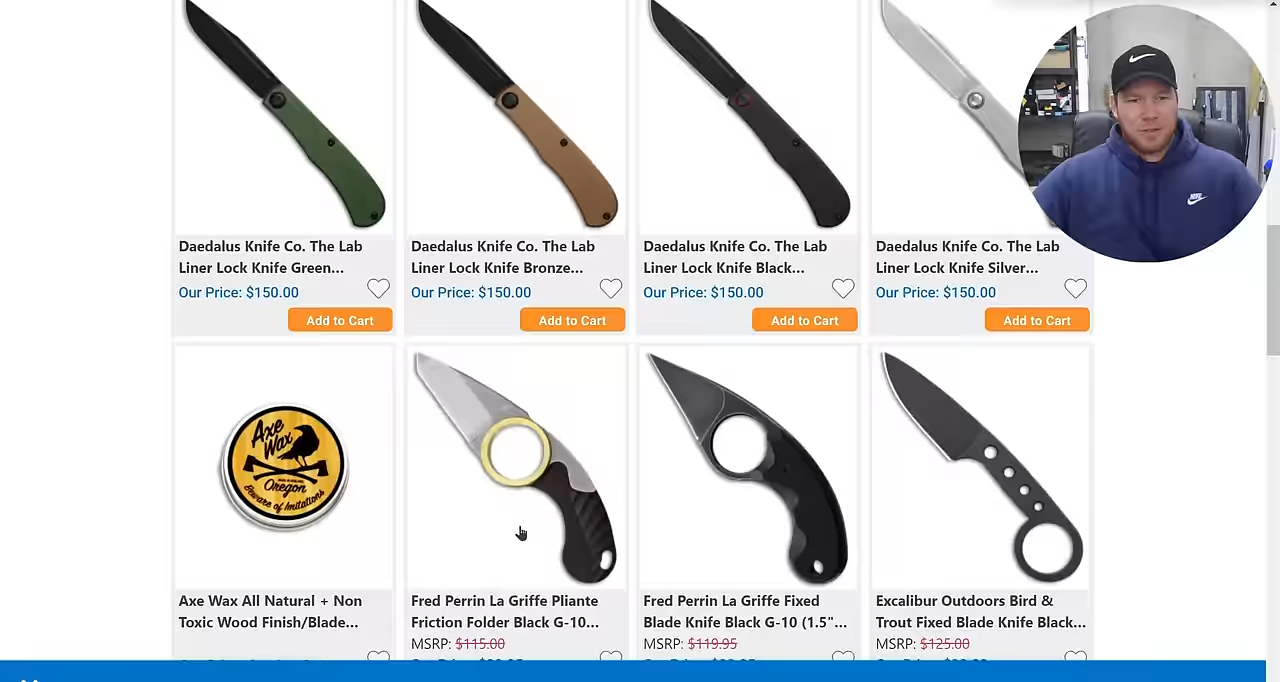 Daedalus Knife Co. The Lab
Liner Lock Knife Green...
Our Price: $150.00
Add to Cart
Daedalus Knife Co. The Lab
Liner Lock Knife Bronze...
Our Price: $150.00
Add to Cart
Daedalus Knife Co. The Lab
Liner Lock Knife Black...
Our Price: $150.00
Add to Cart
Daedalus Knife Co. The Lab
Liner Lock Knife Silver...
Our Price: $150.00
Add to Cart
Axe
Wax
Oregon
Beware of Imitations
Axe Wax All Natural + Non
Toxic Wood Finish/Blade...
Fred Perrin La Griffe Pliante
Friction Folder Black G-10...
MSRP: $115.00
Fred Perrin La Griffe Fixed
Blade Knife Black G-10 (1.5"...
MSRP: $119.95
Excalibur Outdoors Bird &
Trout Fixed Blade Knife Black...
MSRP: $125.00
NIKE